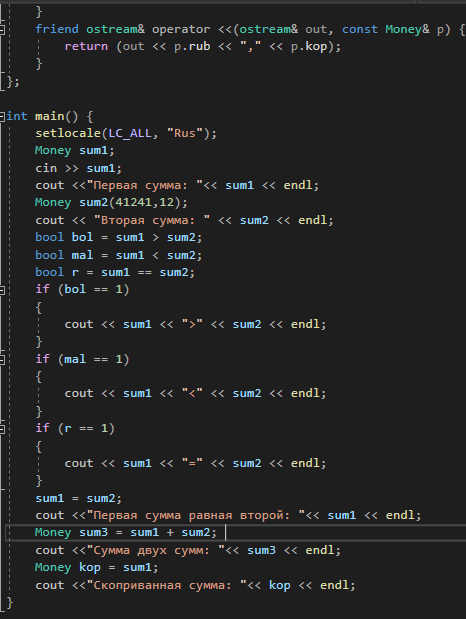 }
friend ostream& operator <<(ostream& out, const Money& p) {
return (out << p.rub << "," << p.kop);
}
};
int main() {
setlocale(LC_ALL, "Rus");
Money sum1;
cin >> sum1;
cout <<"Первая сумма: "<< sum1 << endl;
Money sum2(41241,12);
cout << "Вторая сумма: " << sum2 << endl;
bool bol = sum1 > sum2;
bool mal = sum1 < sum2;
bool r = sum1 == sum2;
if (bol == 1)
{
cout << sum1 << ">" << sum2 << endl;
}
if (mal == 1)
{
cout << sum1 << "<" << sum2 << endl;
}
if (r == 1)
{
cout << sum1 << "=" << sum2 << endl;
}
sum1 = sum2;
cout <<"Первая сумма равная второй: "<< sum1 << endl;
Money sum3 = sum1 + sum2;
cout <<"Сумма двух сумм: "<< sum3 << endl;
Money kop = sum1;
cout <<"Скоприванная сумма: "<< kop << endl;
}